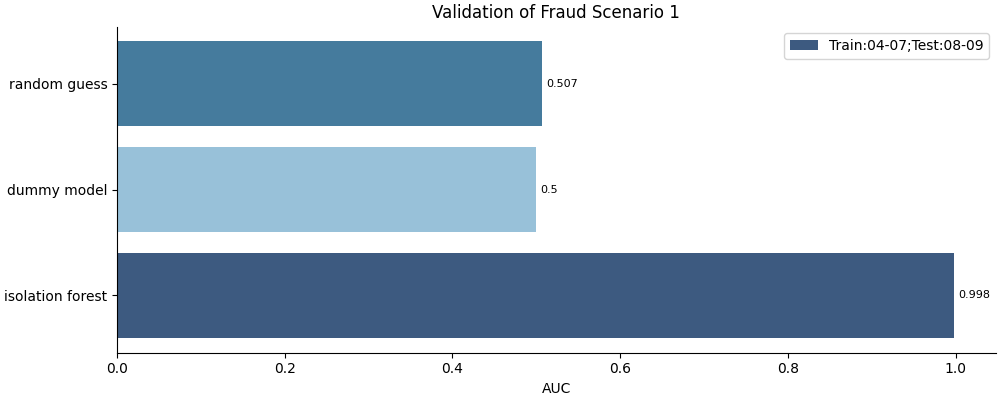 Validation of Fraud Scenario 1
Train:04-07;Test:08-09
random guess
0.507
dummy model
0.5
isolation forest
0.998
0.0 0.2 0.4 0.6 0.8 1.0
AUC